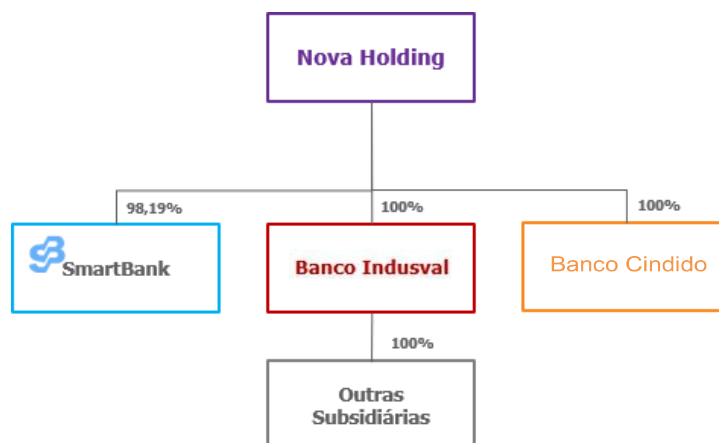 Nova Holding
98,19%
100%
100%
SmartBank
Banco Indusval
Banco Cindido
100%
Outras
Subsidiárias